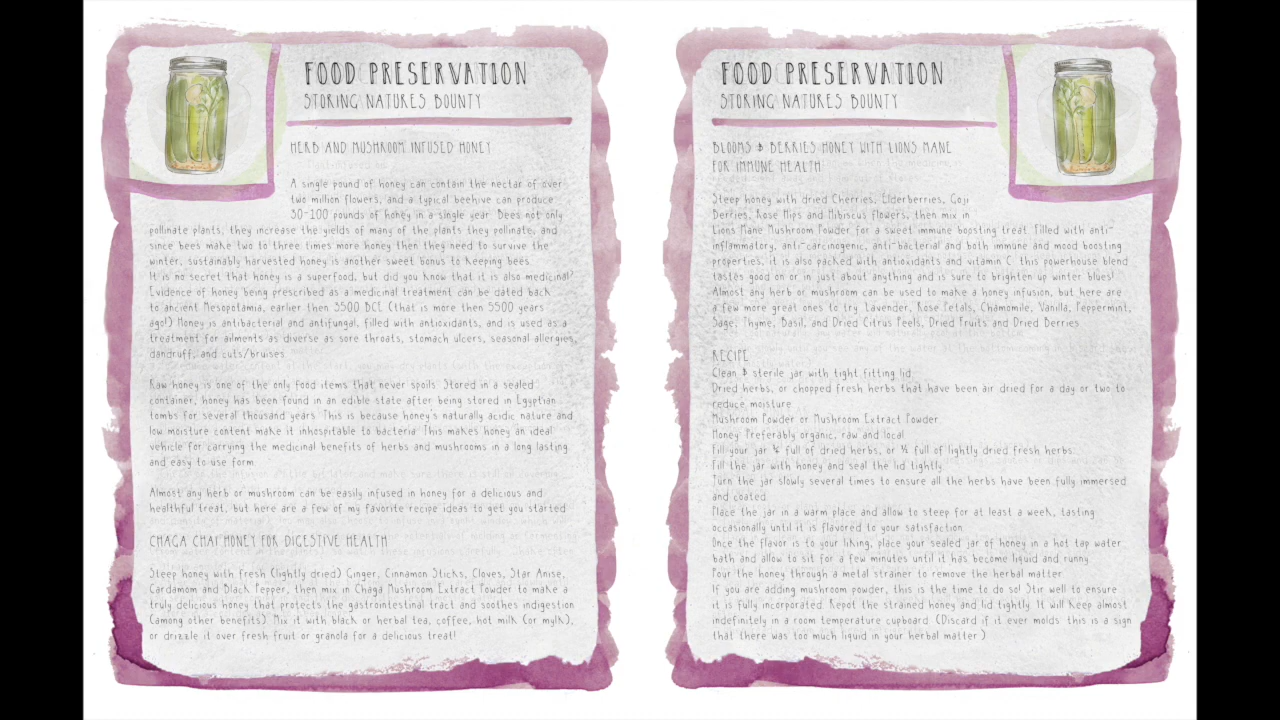 FOOD PRESERVATION
STORING NATURES BOUNTY
HERB AND MUSHROOM INFUSED HONEY
A single pound of honey can contain the nectar of over
two million flowers, and a typical beehive can produce
30-100 pounds of honey in a single year. Bees not only
pollinate plants, they increase the yields of many of the plants they pollinate, and
since bees make two to three times more honey then they need to survive the
winter, sustainably harvested honey is another sweet bonus to keeping bees.
It is no secret that honey is a superfood, but did you know that it is also medicinal?
Evidence of honey being prescribed as a medicinal treatment can be dated back
to ancient Mesopotamia, earlier then 3500 BC! (that is more then 5500 years
ago!) Honey is antibacterial and antifungal, filled with antioxidants, and is used as a
treatment for ailments as diverse as sore throats, stomach ulcers, seasonal allergies,
dandruff, and cuts/bruises.
Raw honey is one of the only food items that never spoils. Stored in a sealed
container, honey has been found in an edible state after being stored in Egyptian
tombs for several thousand years. This is because honey's naturally acidic nature and
low moisture content make it inhospitable to bacteria. This makes honey an ideal
vehicle for carrying the medicinal benefits of herbs and mushrooms in a long lasting
and easy to use form.
Almost any herb or mushroom can be easily infused in honey for a delicious and
healthful treat, but here are a few of my favorite recipe ideas to get you started.
CHAGA CHAI HONEY FOR DIGESTIVE HEALTH
Steep honey with fresh (lightly dried) Ginger, Cinnamon Sticks, Cloves, Star Anise,
Cardamom and Black Pepper, then mix in Chaga Mushroom Extract Powder to make a
truly delicious honey that protects the gastrointestinal tract and soothes indigestion
(among other benefits). Mix it with black or herbal tea, coffee, hot milk (or mylk),
or drizzle it over fresh fruit or granola for a delicious treat!
FOOD PRESERVATION
STORING NATURES BOUNTY
BLOOMS & BERRIES HONEY WITH LIONS MANE
FOR IMMUNE HEALTH
Steep honey with dried Cherries, Elderberries, Goji
Berries, Rose Hips and Hibiscus flowers, then mix in
Lions Mane Mushroom Powder for a sweet immune boosting treat. Filled with anti-
inflammatory, anti-carcinogenic, anti-bacterial and both immune and mood boosting
properties, it is also packed with antioxidants and vitamin C. this powerhouse blend
tastes good on or in just about anything and is sure to brighten up winter blues!
Almost any herb or mushroom can be used to make a honey infusion, but here are
a few more great ones to try: Lavender, Rose Petals, Chamomile, Vanilla, Peppermint,
Sage, Thyme, Basil, and Dried Citrus Peels, Dried Fruits and Dried Berries.
RECIPE
Clean & sterile jar with tight fitting lid.
Dried herbs, or chopped fresh herbs that have been air dried for a day or two to
reduce moisture.
Mushroom Powder or Mushroom Extract Powder.
Honey. Preferably organic, raw and local.
Fill your jar full of dried herbs, or full of lightly dried fresh herbs.
Fill the jar with honey and seal the lid tightly.
Turn the jar slowly several times to ensure all the herbs have been fully immersed
and coated.
Place the jar in a warm place and allow to steep for at least a week, tasting
occasionally until it is flavored to your satisfaction.
Once the flavor is to your liking, place your sealed jar of honey in a hot tap water
bath and allow to sit for a few minutes until it has become liquid and runny.
Pour the honey through a metal strainer to remove the herbal matter.
If you are adding mushroom powder, this is the time to do so! Stir well to ensure
it is fully incorporated. Repot the strained honey and lid tightly. It will keep almost
indefinitely in a room temperature cupboard. (Discard if it ever molds: this is a sign
that there was too much liquid in your herbal matter.)